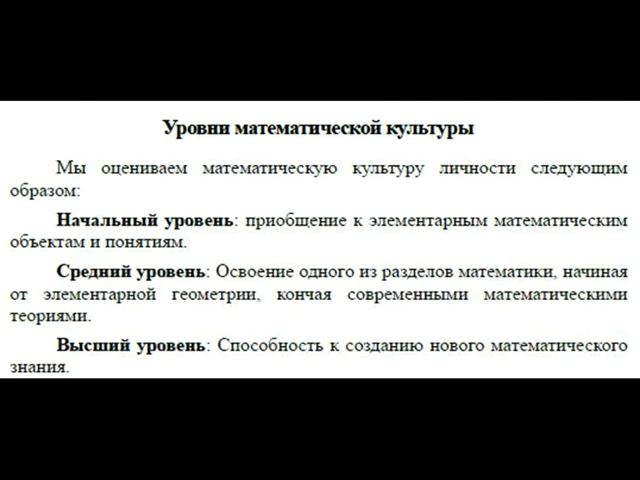 Уровни математической культуры
Мы оцениваем математическую культуру личности следующим
образом:
Начальный уровень: приобщение к элементарным математическим
объектам и понятиям.
Средний уровень: Освоение одного из разделов математики, начиная
от элементарной геометрии, кончая современными математическими
теориями.
Высший уровень: Способность к созданию нового математического
знания.